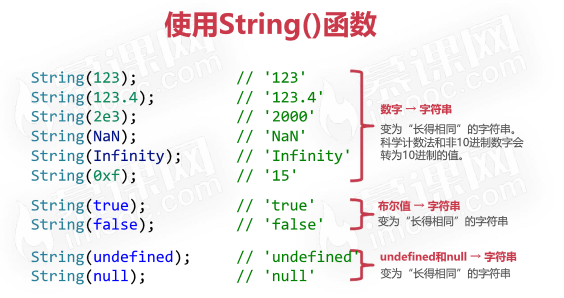 使用String()函数
String(123); // '123'
String(123.4); // '123.4'
String(2e3); // '2000'
String(NaN); // 'NaN'
String(Infinity); // 'Infinity'
String(0xf); // '15'
数字 → 字符串
变为“长得相同”的字符串。
科学计数法和非10进制数字会
转为10进制的值。
String(true); // 'true'
String(false); // 'false'
布尔值 → 字符串
变为“长得相同”的字符串
String(undefined); // 'undefined'
String(null); // 'null'
undefined和null → 字符串
变为“长得相同”的字符串